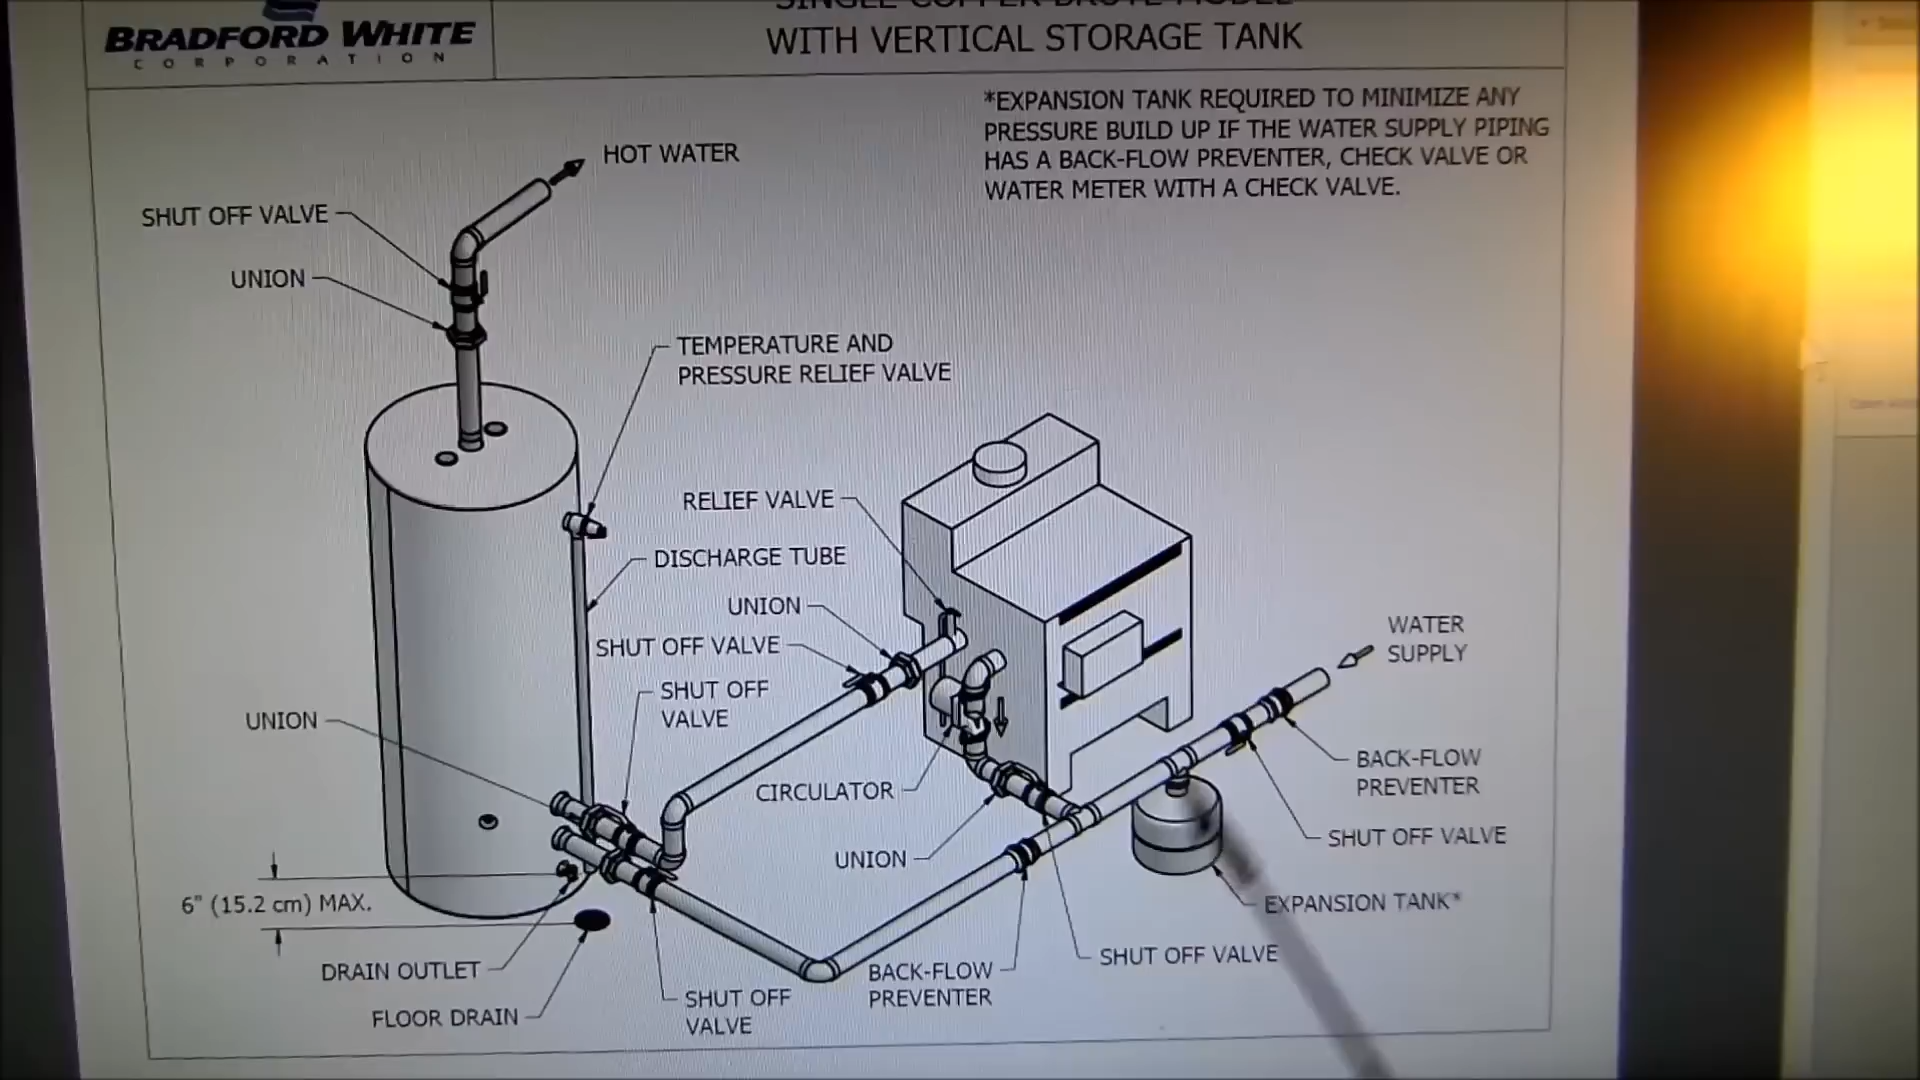 BRADFORD WHITE
CORPORATION
SINGLE COPPER BRUTE MODEL
WITH VERTICAL STORAGE TANK
*EXPANSION TANK REQUIRED TO MINIMIZE ANY
PRESSURE BUILD UP IF THE WATER SUPPLY PIPING
HAS A BACK-FLOW PREVENTER, CHECK VALVE OR
WATER METER WITH A CHECK VALVE.
HOT WATER
SHUT OFF VALVE
UNION
TEMPERATURE AND
PRESSURE RELIEF VALVE
RELIEF VALVE
DISCHARGE TUBE
UNION
SHUT OFF VALVE
SHUT OFF
VALVE
UNION
WATER
SUPPLY
CIRCULATOR
BACK-FLOW
PREVENTER
SHUT OFF VALVE
UNION
EXPANSION TANK*
6" (15.2 cm) MAX.
SHUT OFF VALVE
DRAIN OUTLET
BACK-FLOW
PREVENTER
SHUT OFF
VALVE
FLOOR DRAIN